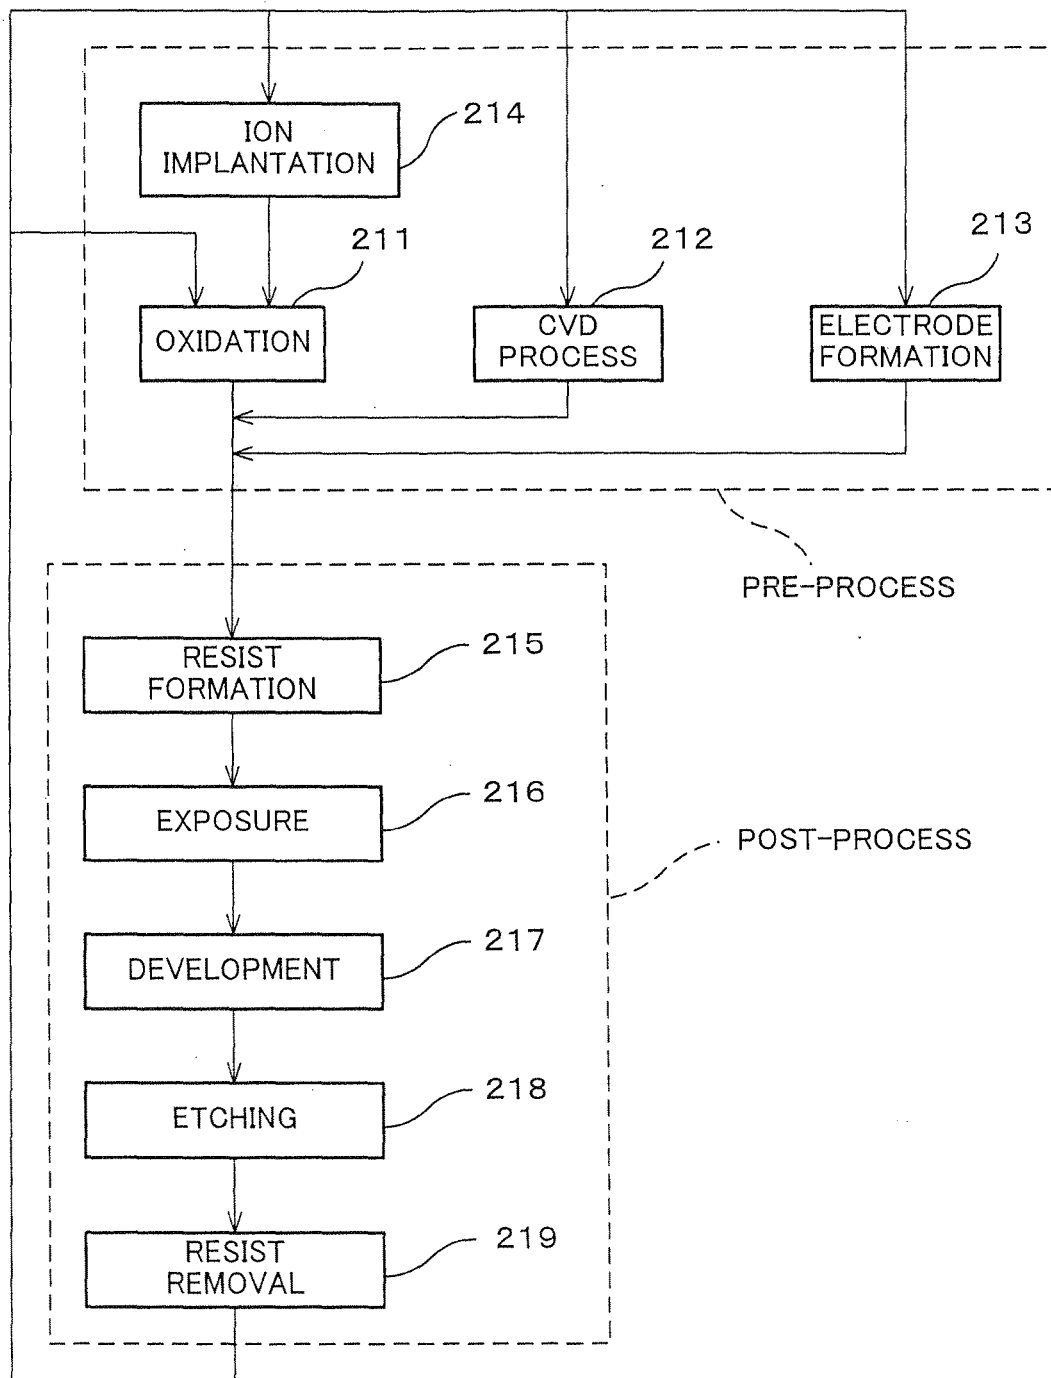 214
ION
IMPLANTATION
211
212
213
OXIDATION
CVD
PROCESS
ELECTRODE
FORMATION
PRE-PROCESS
215
RESIST
FORMATION
216
EXPOSURE
POST-PROCESS
217
DEVELOPMENT
218
ETCHING
219
RESIST
REMOVAL